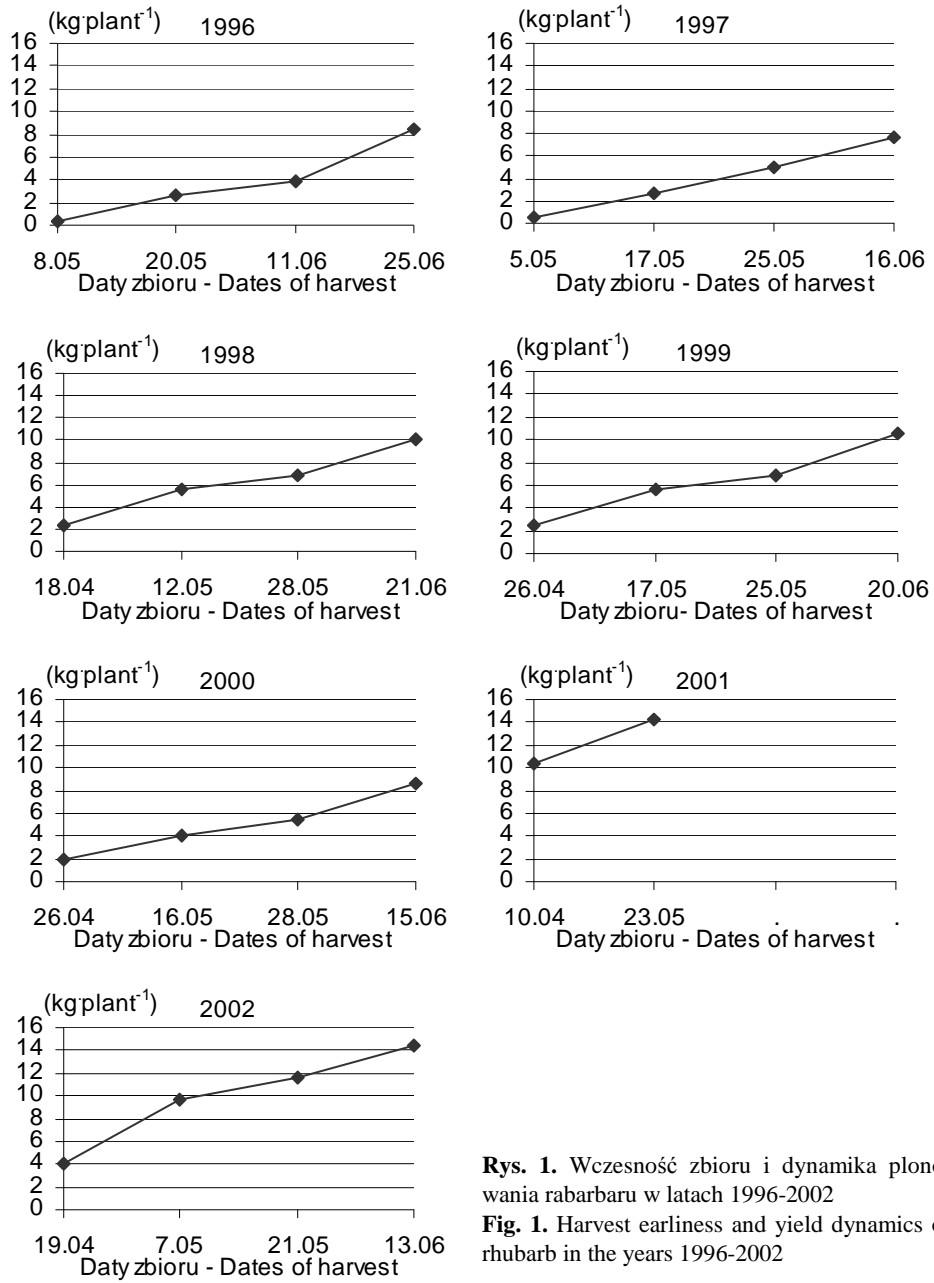 (kg·plant⁻¹) 1996
16
14
12
10
8
6
4
2
0
8.05 20.05 11.06 25.06
Daty zbioru - Dates of harvest
(kg·plant⁻¹) 1997
16
14
12
10
8
6
4
2
0
5.05 17.05 25.05 16.06
Daty zbioru - Dates of harvest
(kg·plant⁻¹) 1998
16
14
12
10
8
6
4
2
0
18.04 12.05 28.05 21.06
Daty zbioru - Dates of harvest
(kg·plant⁻¹) 1999
16
14
12
10
8
6
4
2
0
26.04 17.05 25.05 20.06
Daty zbioru- Dates of harvest
(kg·plant⁻¹) 2000
16
14
12
10
8
6
4
2
0
26.04 16.05 28.05 15.06
Daty zbioru - Dates of harvest
(kg·plant⁻¹) 2001
16
14
12
10
8
6
4
2
0
10.04 23.05 . .
Daty zbioru - Dates of harvest
(kg·plant⁻¹) 2002
16
14
12
10
8
6
4
2
0
19.04 7.05 21.05 13.06
Daty zbioru - Dates of harvest
Rys. 1. Wczesność zbioru i dynamika plono
wania rabarbaru w latach 1996-2002
Fig. 1. Harvest earliness and yield dynamics
rhubarb in the years 1996-2002